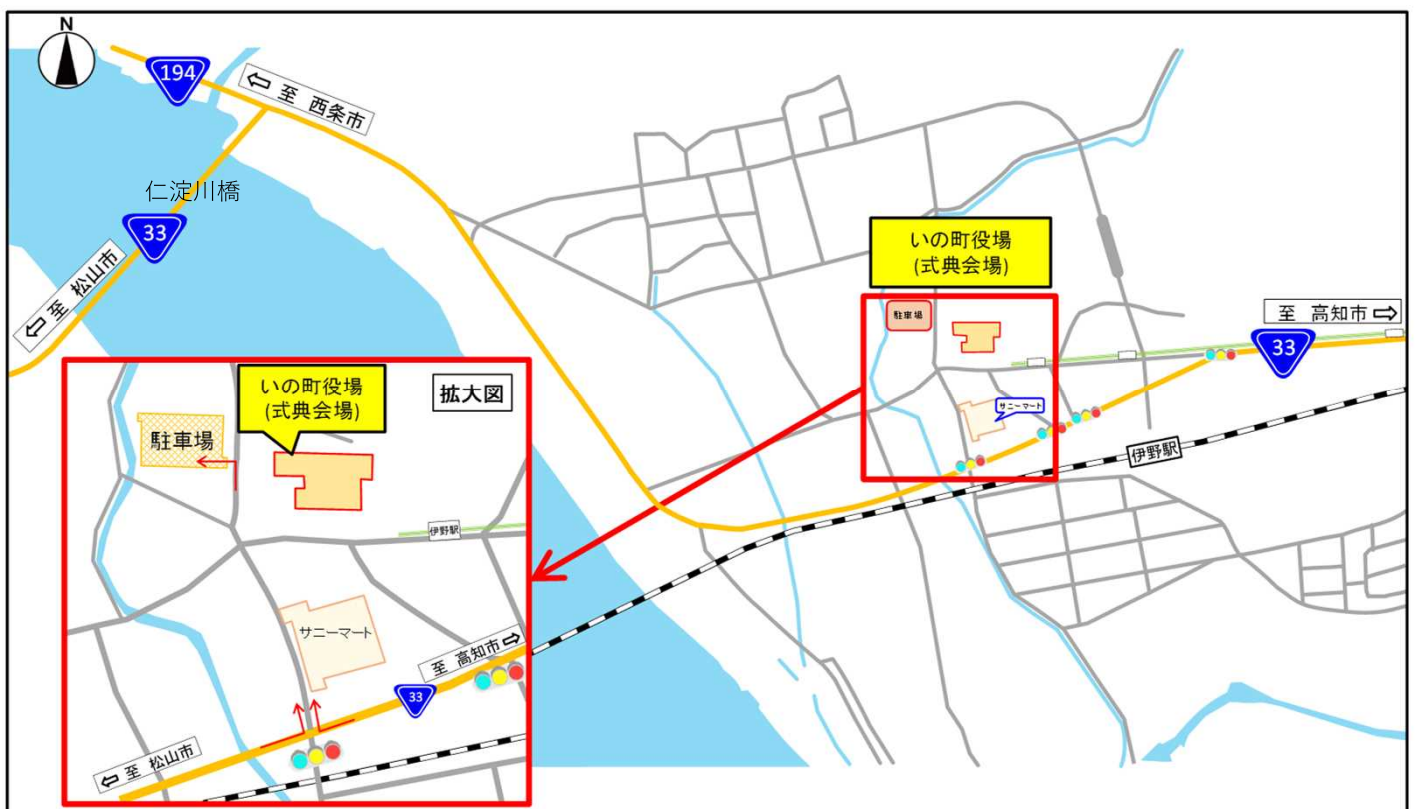 N
194
⇦ 至 西条市
仁淀川橋
33
⇦ 至 松山市
いの町役場
(式典会場)
駐車場
至 高知市 ⇨
33
サニーマート
伊野駅
拡大図
いの町役場
(式典会場)
駐車場
伊野駅
サニーマート
至 高知市 ⇨
33
⇦ 至 松山市